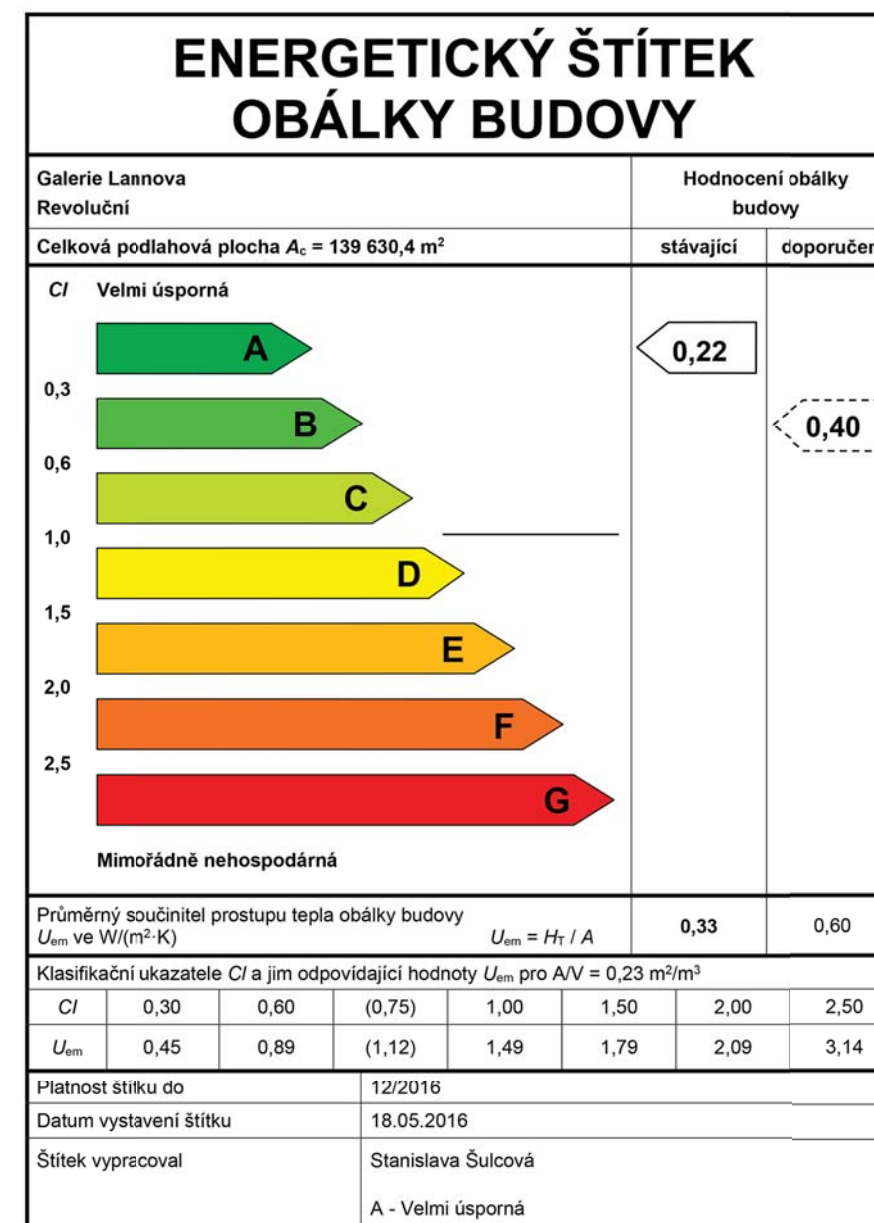 ENERGETICKÝ ŠTÍTEK
OBÁLKY BUDOVY
Galerie Lannova
Revoluční
Hodnocení obálky
budovy
Celková podlahová plocha Ac = 139 630,4 m²
stávající
doporučen
CI Velmi úsporná
A
0,22
0,3
B
0,40
0,6
C
1,0
D
1,5
E
2,0
F
2,5
G
Mimořádně nehospodárná
Průměrný součinitel prostupu tepla obálky budovy
Uem ve W/(m²·K) Uem = HT / A
0,33
0,60
Klasifikační ukazatele CI a jim odpovídající hodnoty Uem pro A/V = 0,23 m²/m³
CI 0,30 0,60 (0,75) 1,00 1,50 2,00 2,50
Uem 0,45 0,89 (1,12) 1,49 1,79 2,09 3,14
Platnost štítku do 12/2016
Datum vystavení štítku 18.05.2016
Štítek vypracoval Stanislava Šulcová
A - Velmi úsporná